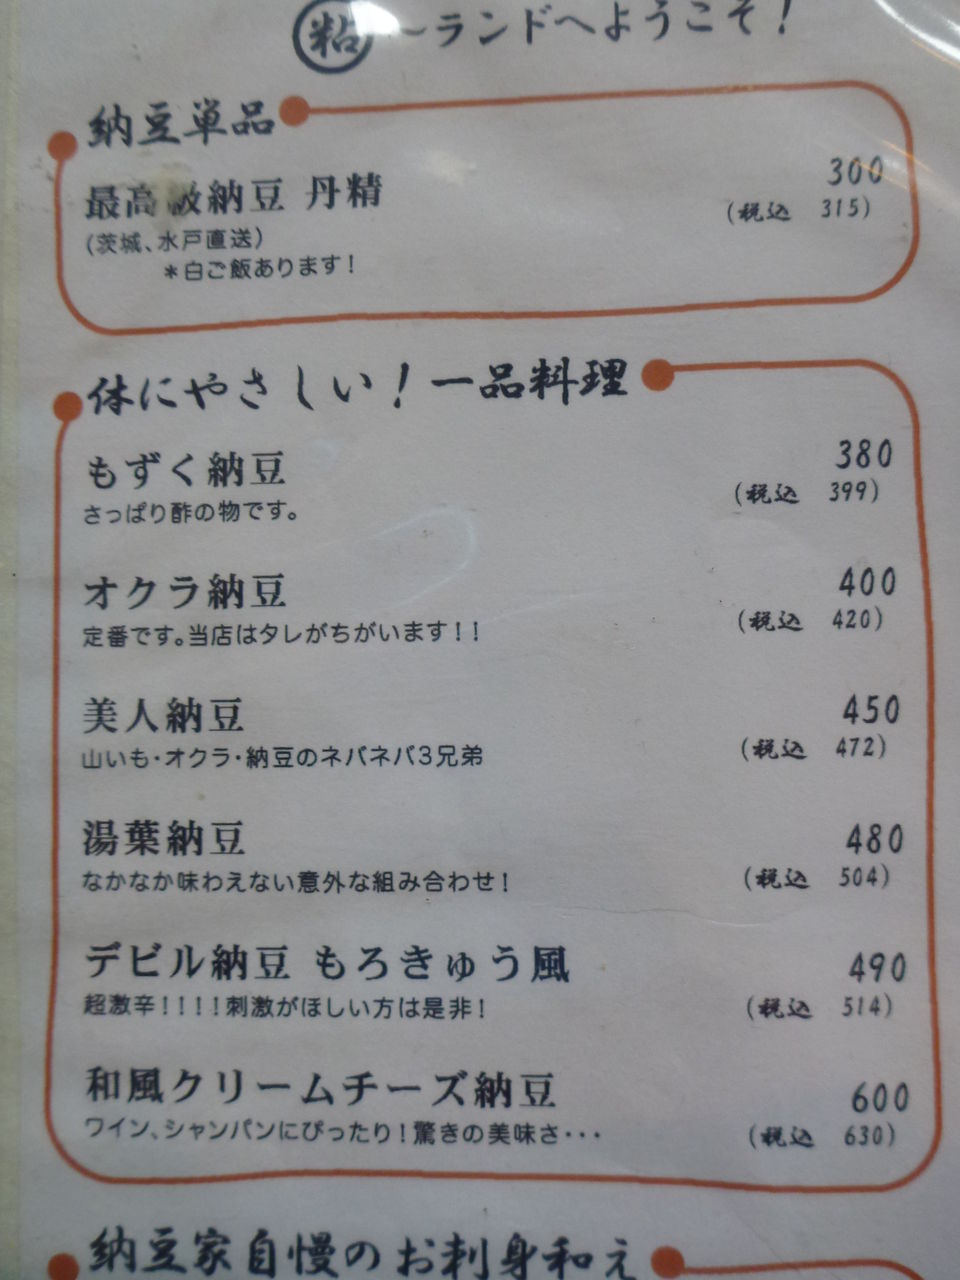 粘〜ランドへようこそ!
納豆単品
最高級納豆 丹精 300
(茨城、水戸直送) (税込 315)
*白ご飯あります!
体にやさしい!一品料理
もずく納豆 380
さっぱり酢の物です。 (税込 399)
オクラ納豆 400
定番です。当店はタレがちがいます!! (税込 420)
美人納豆 450
山いも・オクラ・納豆のネバネバ3兄弟 (税込 472)
湯葉納豆 480
なかなか味わえない意外な組み合わせ! (税込 504)
デビル納豆 もろきゅう風 490
超激辛!!!!刺激がほしい方は是非! (税込 514)
和風クリームチーズ納豆 600
ワイン、シャンパンにぴったり!驚きの美味さ・・・ (税込 630)
納豆家自慢のお刺身和え